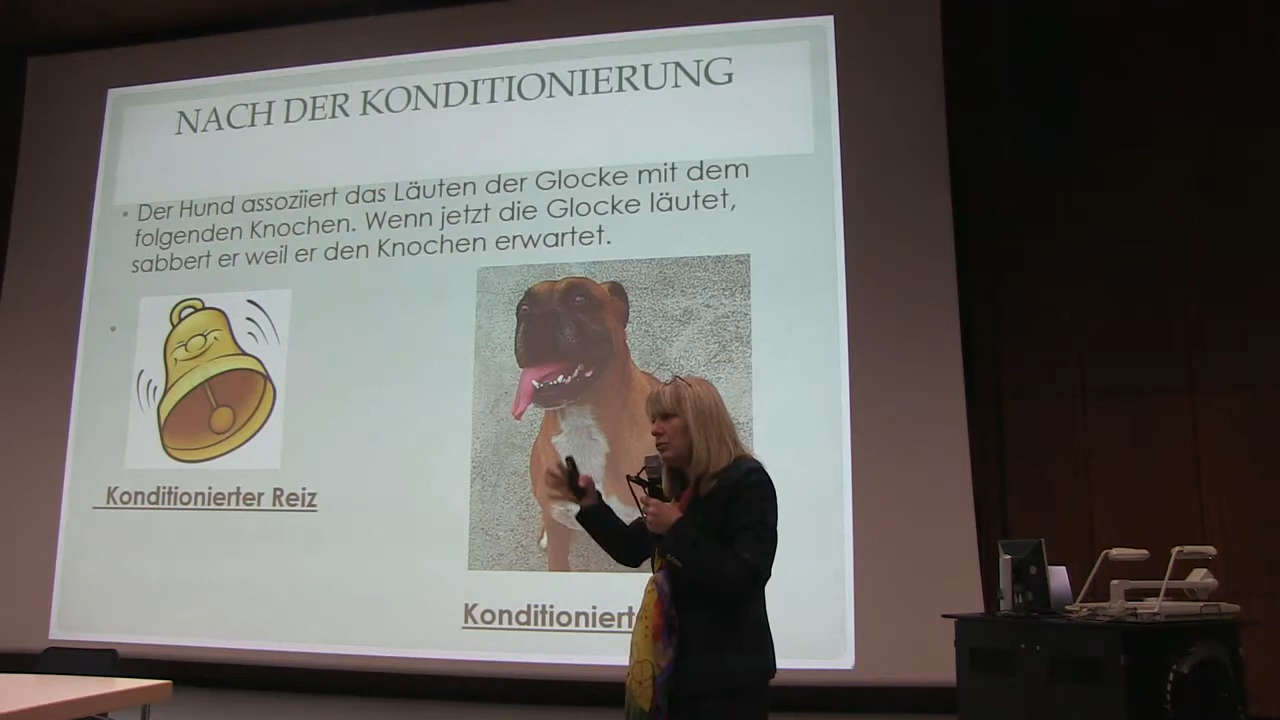 NACH DER KONDITIONIERUNG
• Der Hund assoziiert das Läuten der Glocke mit dem
folgenden Knochen. Wenn jetzt die Glocke läutet,
sabbert er weil er den Knochen erwartet.
Konditionierter Reiz
Konditioniert